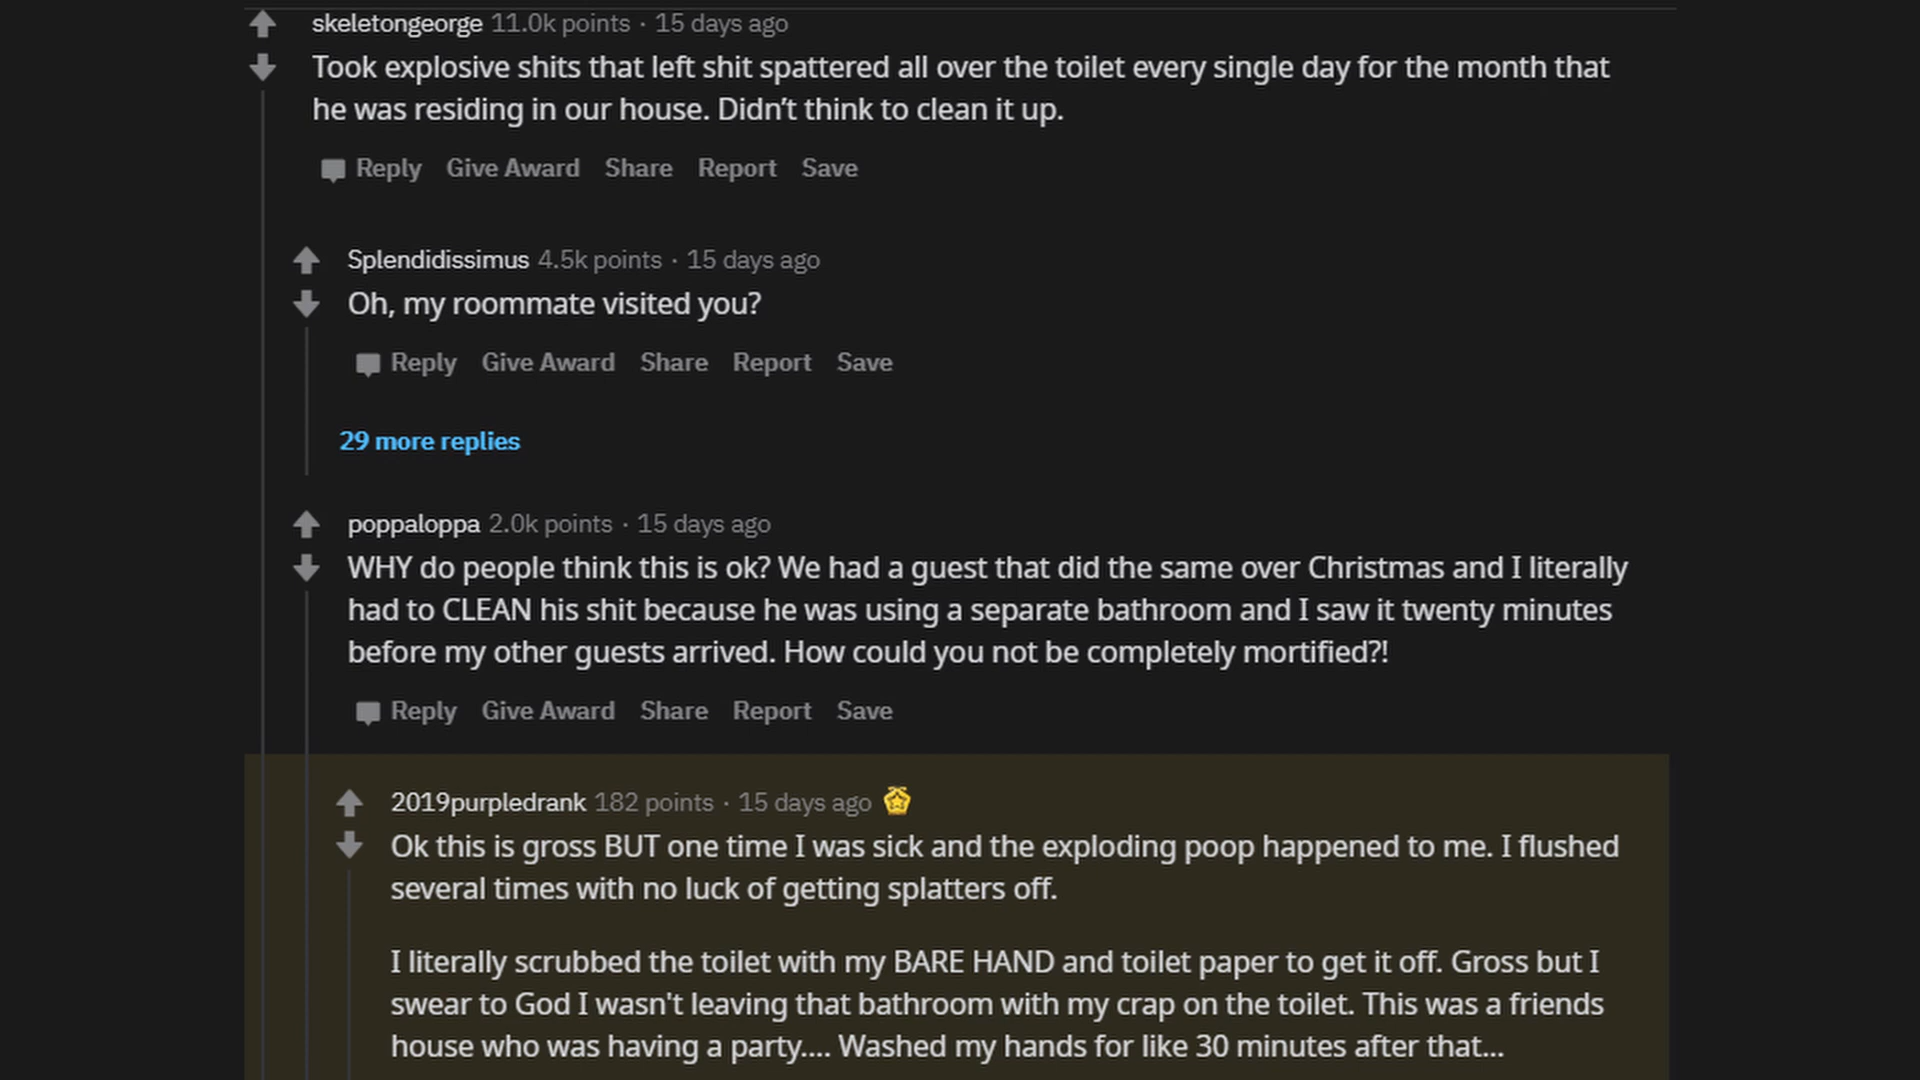 skeletongeorge 11.0k points · 15 days ago
Took explosive shits that left shit spattered all over the toilet every single day for the month that
he was residing in our house. Didn’t think to clean it up.
Reply Give Award Share Report Save
Splendidissimus 4.5k points · 15 days ago
Oh, my roommate visited you?
Reply Give Award Share Report Save
29 more replies
poppaloppa 2.0k points · 15 days ago
WHY do people think this is ok? We had a guest that did the same over Christmas and I literally
had to CLEAN his shit because he was using a separate bathroom and I saw it twenty minutes
before my other guests arrived. How could you not be completely mortified?!
Reply Give Award Share Report Save
2019purpledrank 182 points · 15 days ago
Ok this is gross BUT one time I was sick and the exploding poop happened to me. I flushed
several times with no luck of getting splatters off.
I literally scrubbed the toilet with my BARE HAND and toilet paper to get it off. Gross but I
swear to God I wasn't leaving that bathroom with my crap on the toilet. This was a friends
house who was having a party.... Washed my hands for like 30 minutes after that...